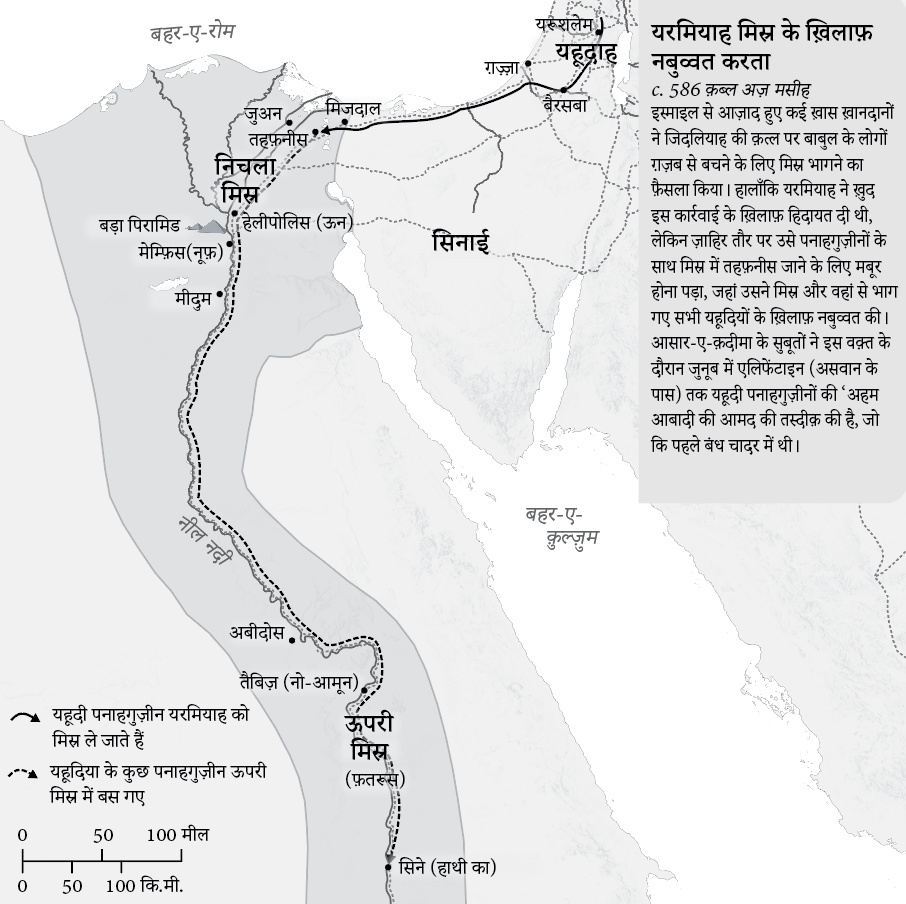 यरमियाह मिस्र के ख़िलाफ़
नबुव्वत करता
c. 586 क़ब्ल अज़ मसीह
इस्माइल से आज़ाद हुए कई ख़ास ख़ानदानों
ने जिदलियाह की क़त्ल पर बाबुल के लोगों
ग़ज़ब से बचने के लिए मिस्र भागने का
फ़ैसला किया। हालाँकि यरमियाह ने ख़ुद
इस कार्रवाई के ख़िलाफ़ हिदायत दी थी,
लेकिन ज़ाहिर तौर पर उसे पनाहगुज़ीनों के
साथ मिस्र में तहफ़नीस जाने के लिए मबूर
होना पड़ा, जहां उसने मिस्र और वहां से भाग
गए सभी यहूदियों के ख़िलाफ़ नबुव्वत की।
आसार-ए-क़दीमा के सुबूतों ने इस वक़्त के
दौरान जुनूब में एलिफेंटाइन (असवान के
पास) तक यहूदी पनाहगुज़ीनों की ‘अहम
आबादी की आमद की तस्दीक़ की है, जो
कि पहले बंध चादर में थी।
बहर-ए-रोम
यरूशलेम
यहूदाह
ग़ज़्ज़ा
बैरसबा
मिजदाल
जुअन
तहफ़नीस
निचला
मिस्र
हेलीपोलिस (ऊन)
बड़ा पिरामिड
मेम्फ़िस(नूफ़)
सिनाई
मीदुम
बहर-ए-
क़ुल्ज़ुम
नील नदी
अबीदोस
तैबिज़ (नो-आमून)
ऊपरी
मिस्र
(फ़तरूस)
सिने (हाथी का)
यहूदी पनाहगुज़ीन यरमियाह को
मिस्र ले जाते हैं
यहूदिया के कुछ पनाहगुज़ीन ऊपरी
मिस्र में बस गए
0 50 100 मील
0 50 100 कि.मी.